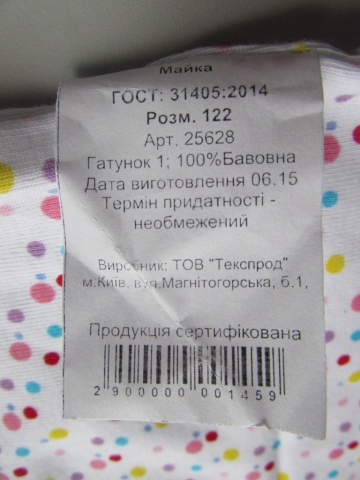 Майка
ГОСТ: 31405:2014
Розм. 122
Арт. 25628
Гатунок 1; 100%Бавовна
Дата виготовлення 06.15
Термін придатності -
необмежений
Виробник: ТОВ "Текспрод"
м.Київ, вул.Магнітогорська, б.1,
Продукція сертифікована
2 900000 001459